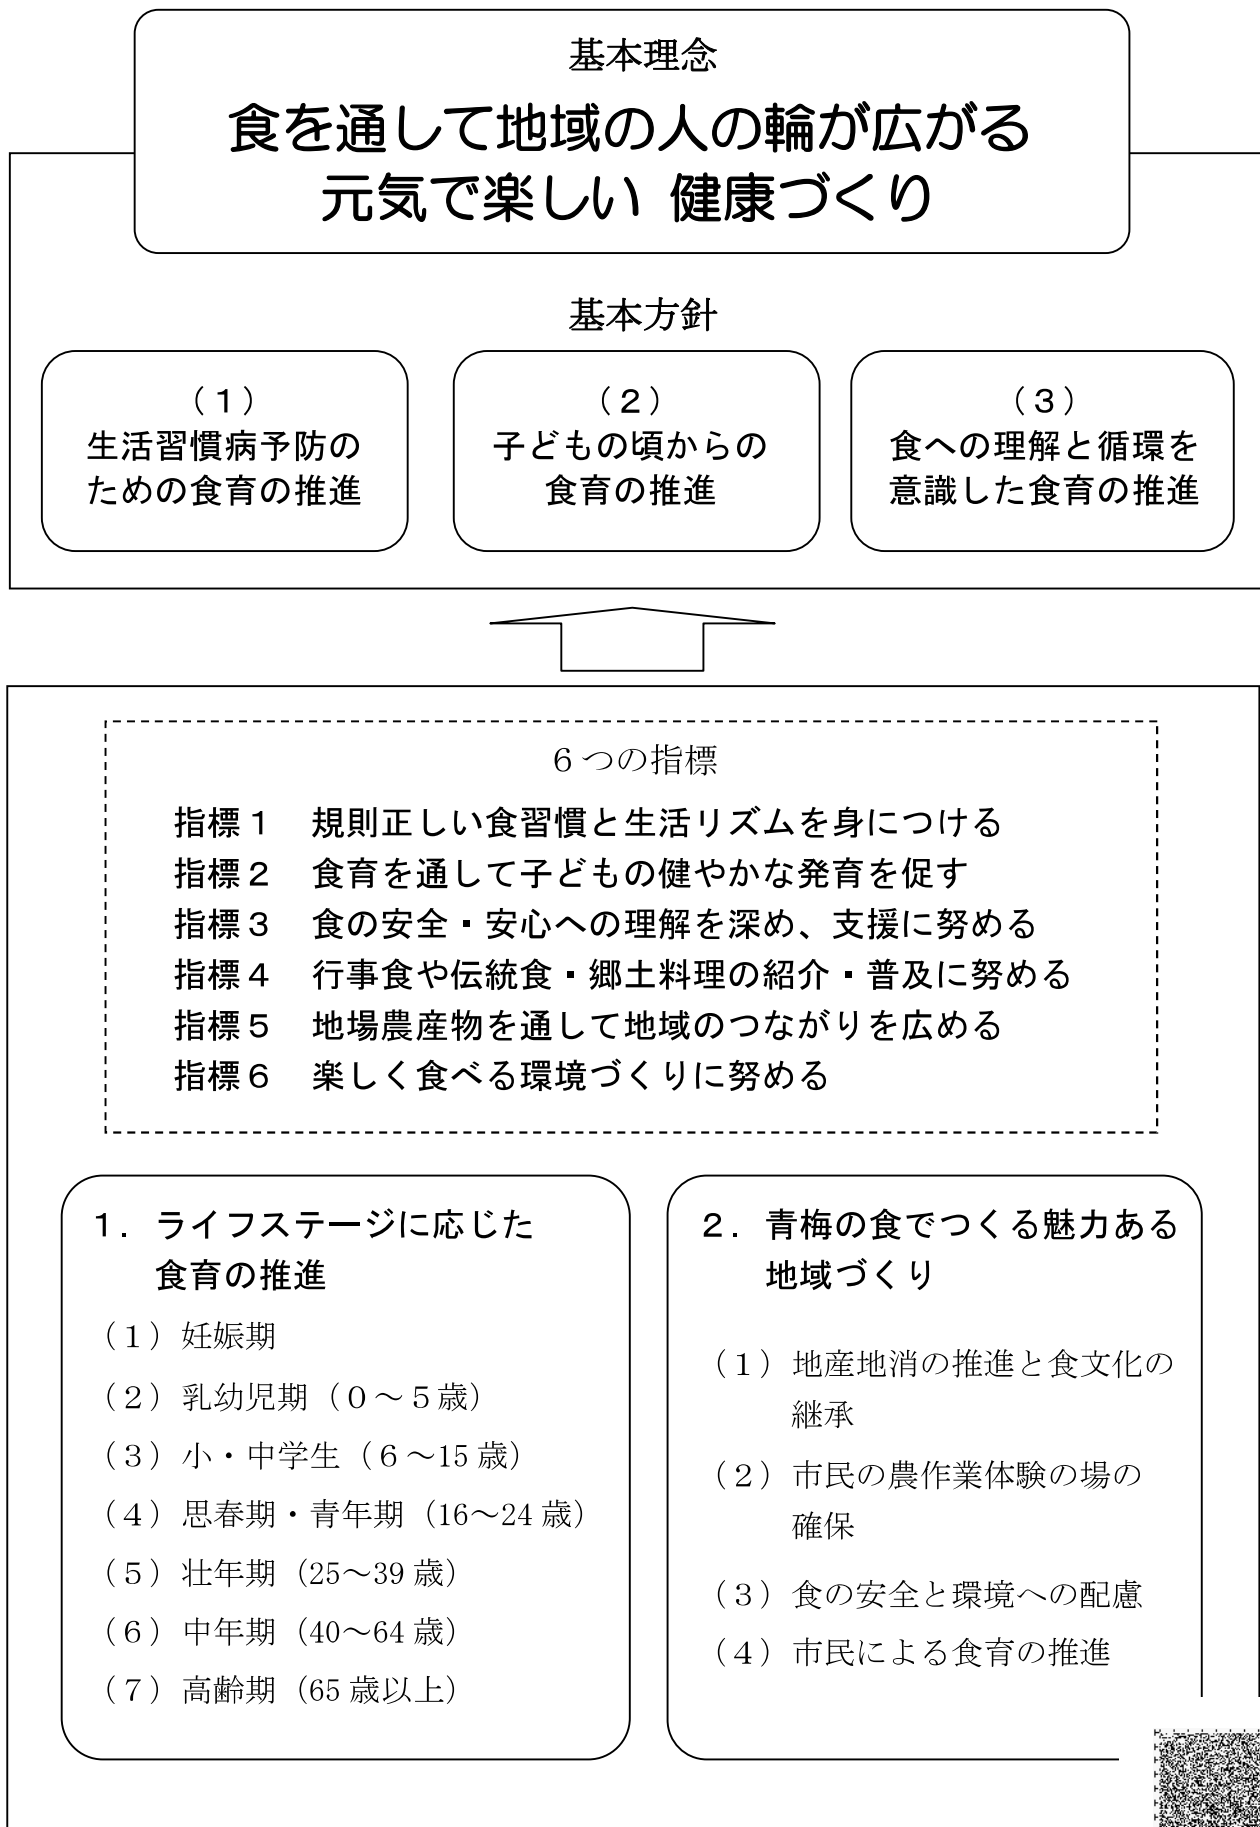 基本理念
食を通して地域の人の輪が広がる
元気で楽しい 健康づくり
基本方針
（１）
生活習慣病予防の
ための食育の推進
（２）
子どもの頃からの
食育の推進
（３）
食への理解と循環を
意識した食育の推進
６つの指標
指標１　規則正しい食習慣と生活リズムを身につける
指標２　食育を通して子どもの健やかな発育を促す
指標３　食の安全・安心への理解を深め、支援に努める
指標４　行事食や伝統食・郷土料理の紹介・普及に努める
指標５　地場農産物を通して地域のつながりを広める
指標６　楽しく食べる環境づくりに努める
１．ライフステージに応じた
食育の推進
（１）妊娠期
（２）乳幼児期（０～５歳）
（３）小・中学生（６～15 歳）
（４）思春期・青年期（16～24 歳）
（５）壮年期（25～39 歳）
（６）中年期（40～64 歳）
（７）高齢期（65 歳以上）
２．青梅の食でつくる魅力ある
地域づくり
（１）地産地消の推進と食文化の
継承
（２）市民の農作業体験の場の
確保
（３）食の安全と環境への配慮
（４）市民による食育の推進